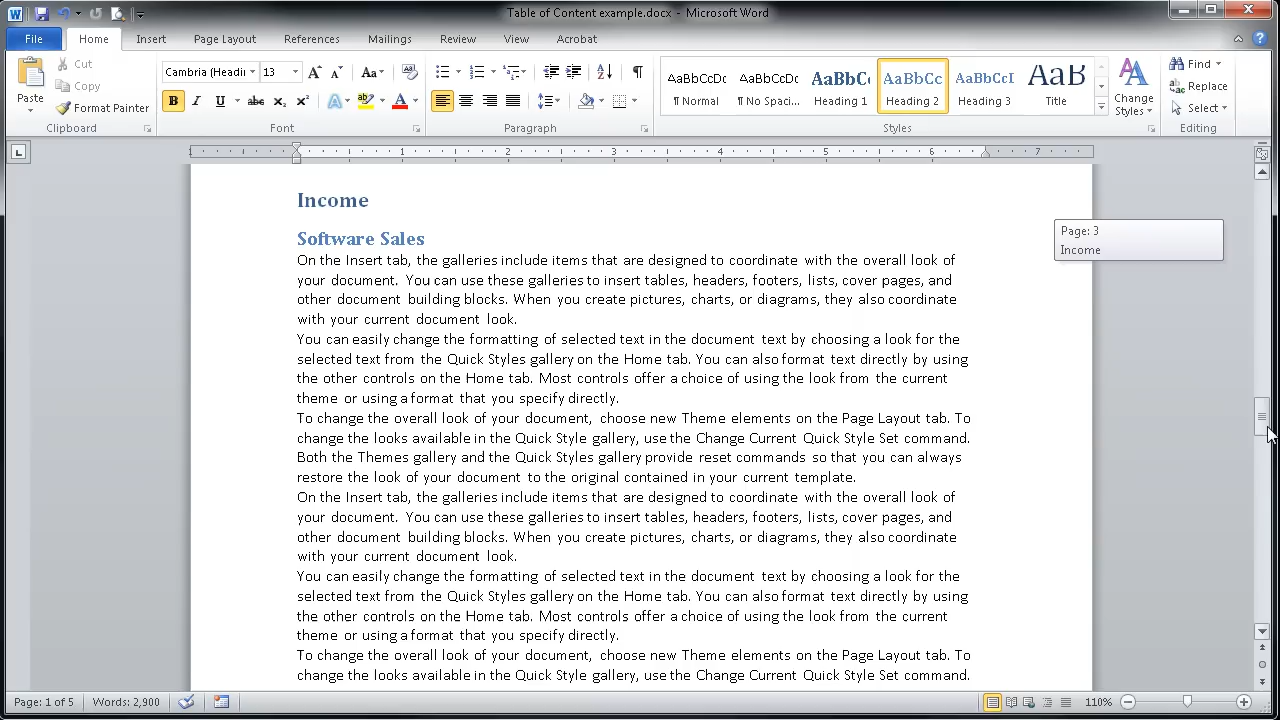 Table of Content example.docx - Microsoft Word
File Home Insert Page Layout References Mailings Review View Acrobat
Paste
Cut
Copy
Format Painter
Clipboard
Cambria (Headi 13
Aa
B I U abc x₂ x² A A
Font
Paragraph
AaBbCcDc AaBbCcDc AaBbC AaBbCc AaBbCcI AaB
¶ Normal ¶ No Spaci... Heading 1 Heading 2 Heading 3 Title
Styles
Change
Styles
Find
Replace
Select
Editing
1 2 3 4 5 6 7
Income
Software Sales
On the Insert tab, the galleries include items that are designed to coordinate with the overall look of
your document. You can use these galleries to insert tables, headers, footers, lists, cover pages, and
other document building blocks. When you create pictures, charts, or diagrams, they also coordinate
with your current document look.
You can easily change the formatting of selected text in the document text by choosing a look for the
selected text from the Quick Styles gallery on the Home tab. You can also format text directly by using
the other controls on the Home tab. Most controls offer a choice of using the look from the current
theme or using a format that you specify directly.
To change the overall look of your document, choose new Theme elements on the Page Layout tab. To
change the looks available in the Quick Style gallery, use the Change Current Quick Style Set command.
Both the Themes gallery and the Quick Styles gallery provide reset commands so that you can always
restore the look of your document to the original contained in your current template.
On the Insert tab, the galleries include items that are designed to coordinate with the overall look of
your document. You can use these galleries to insert tables, headers, footers, lists, cover pages, and
other document building blocks. When you create pictures, charts, or diagrams, they also coordinate
with your current document look.
You can easily change the formatting of selected text in the document text by choosing a look for the
selected text from the Quick Styles gallery on the Home tab. You can also format text directly by using
the other controls on the Home tab. Most controls offer a choice of using the look from the current
theme or using a format that you specify directly.
To change the overall look of your document, choose new Theme elements on the Page Layout tab. To
change the looks available in the Quick Style gallery, use the Change Current Quick Style Set command.
Page: 3
Income
Page: 1 of 5 Words: 2,900 110%